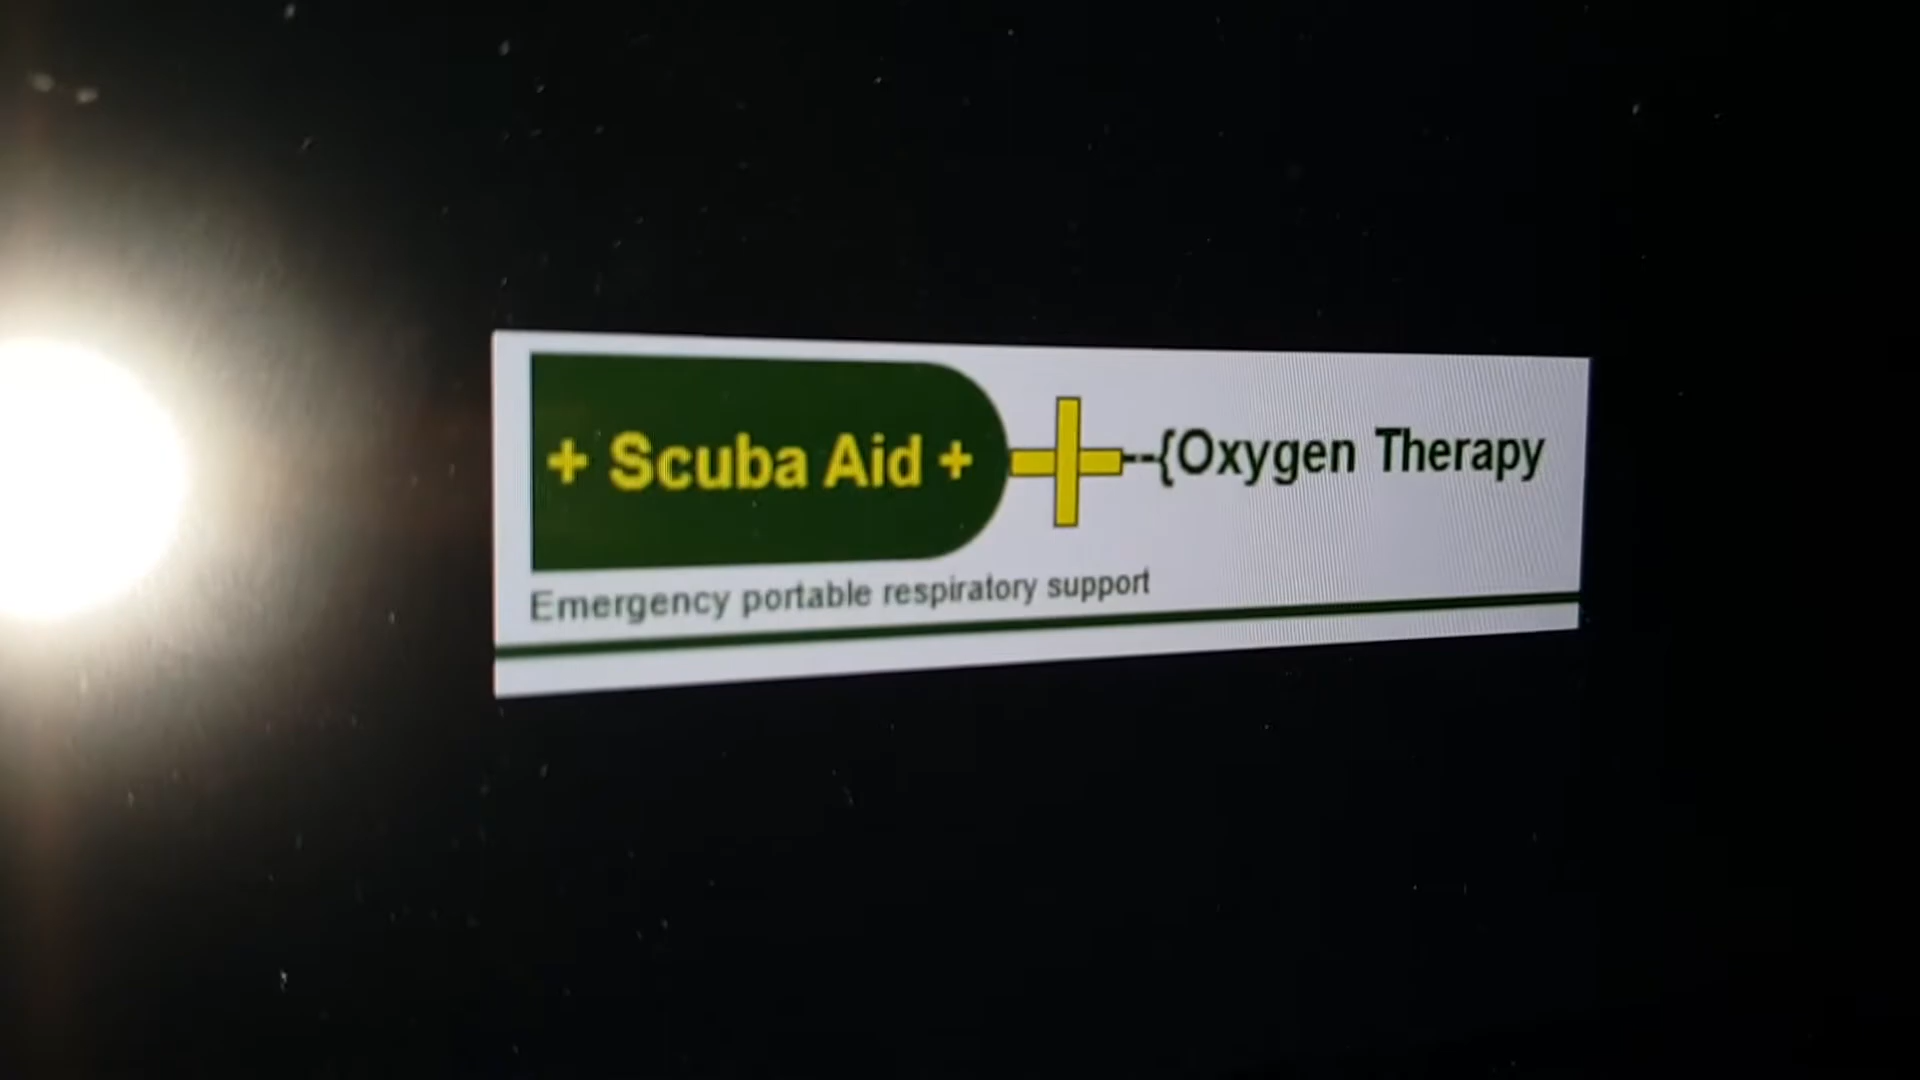 + Scuba Aid +
--{Oxygen Therapy
Emergency portable respiratory support